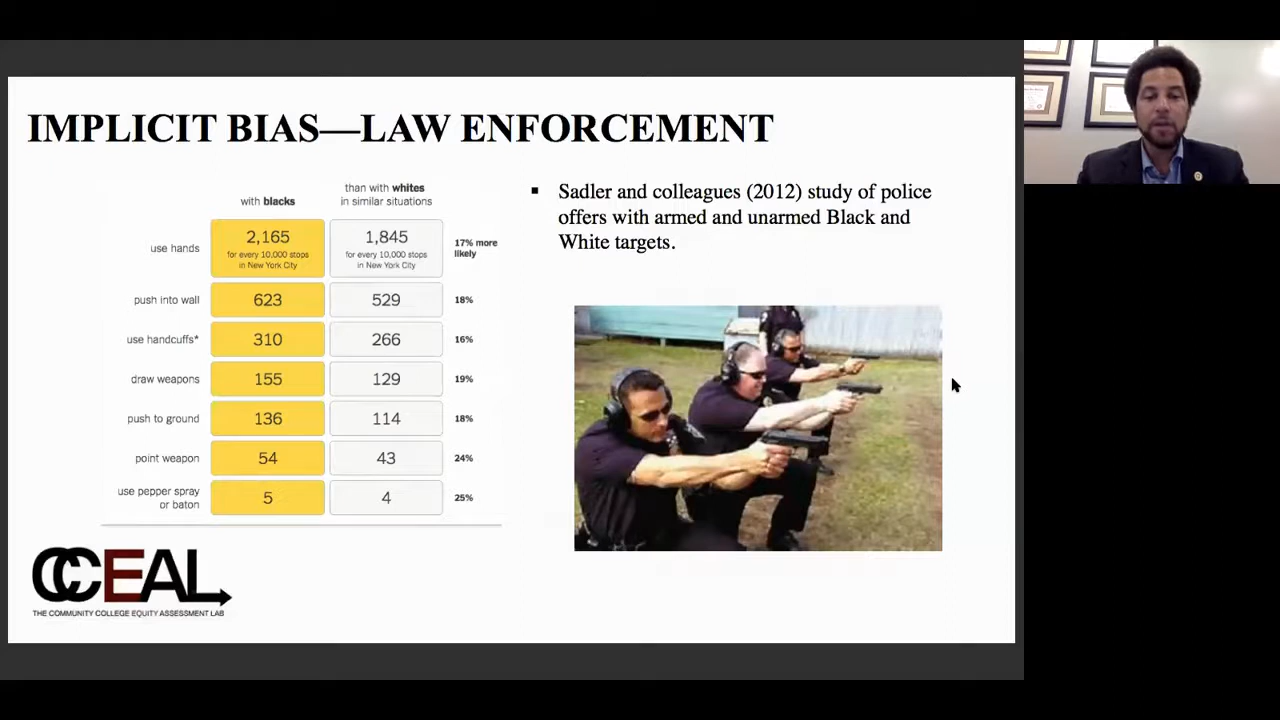 IMPLICIT BIAS—LAW ENFORCEMENT
with blacks
than with whites
in similar situations
use hands
2,165
for every 10,000 stops
in New York City
1,845
for every 10,000 stops
in New York City
17% more
likely
push into wall 623 529 18%
use handcuffs* 310 266 16%
draw weapons 155 129 19%
push to ground 136 114 18%
point weapon 54 43 24%
use pepper spray
or baton
5 4 25%
▪ Sadler and colleagues (2012) study of police
offers with armed and unarmed Black and
White targets.
CCEAL
THE COMMUNITY COLLEGE EQUITY ASSESSMENT LAB